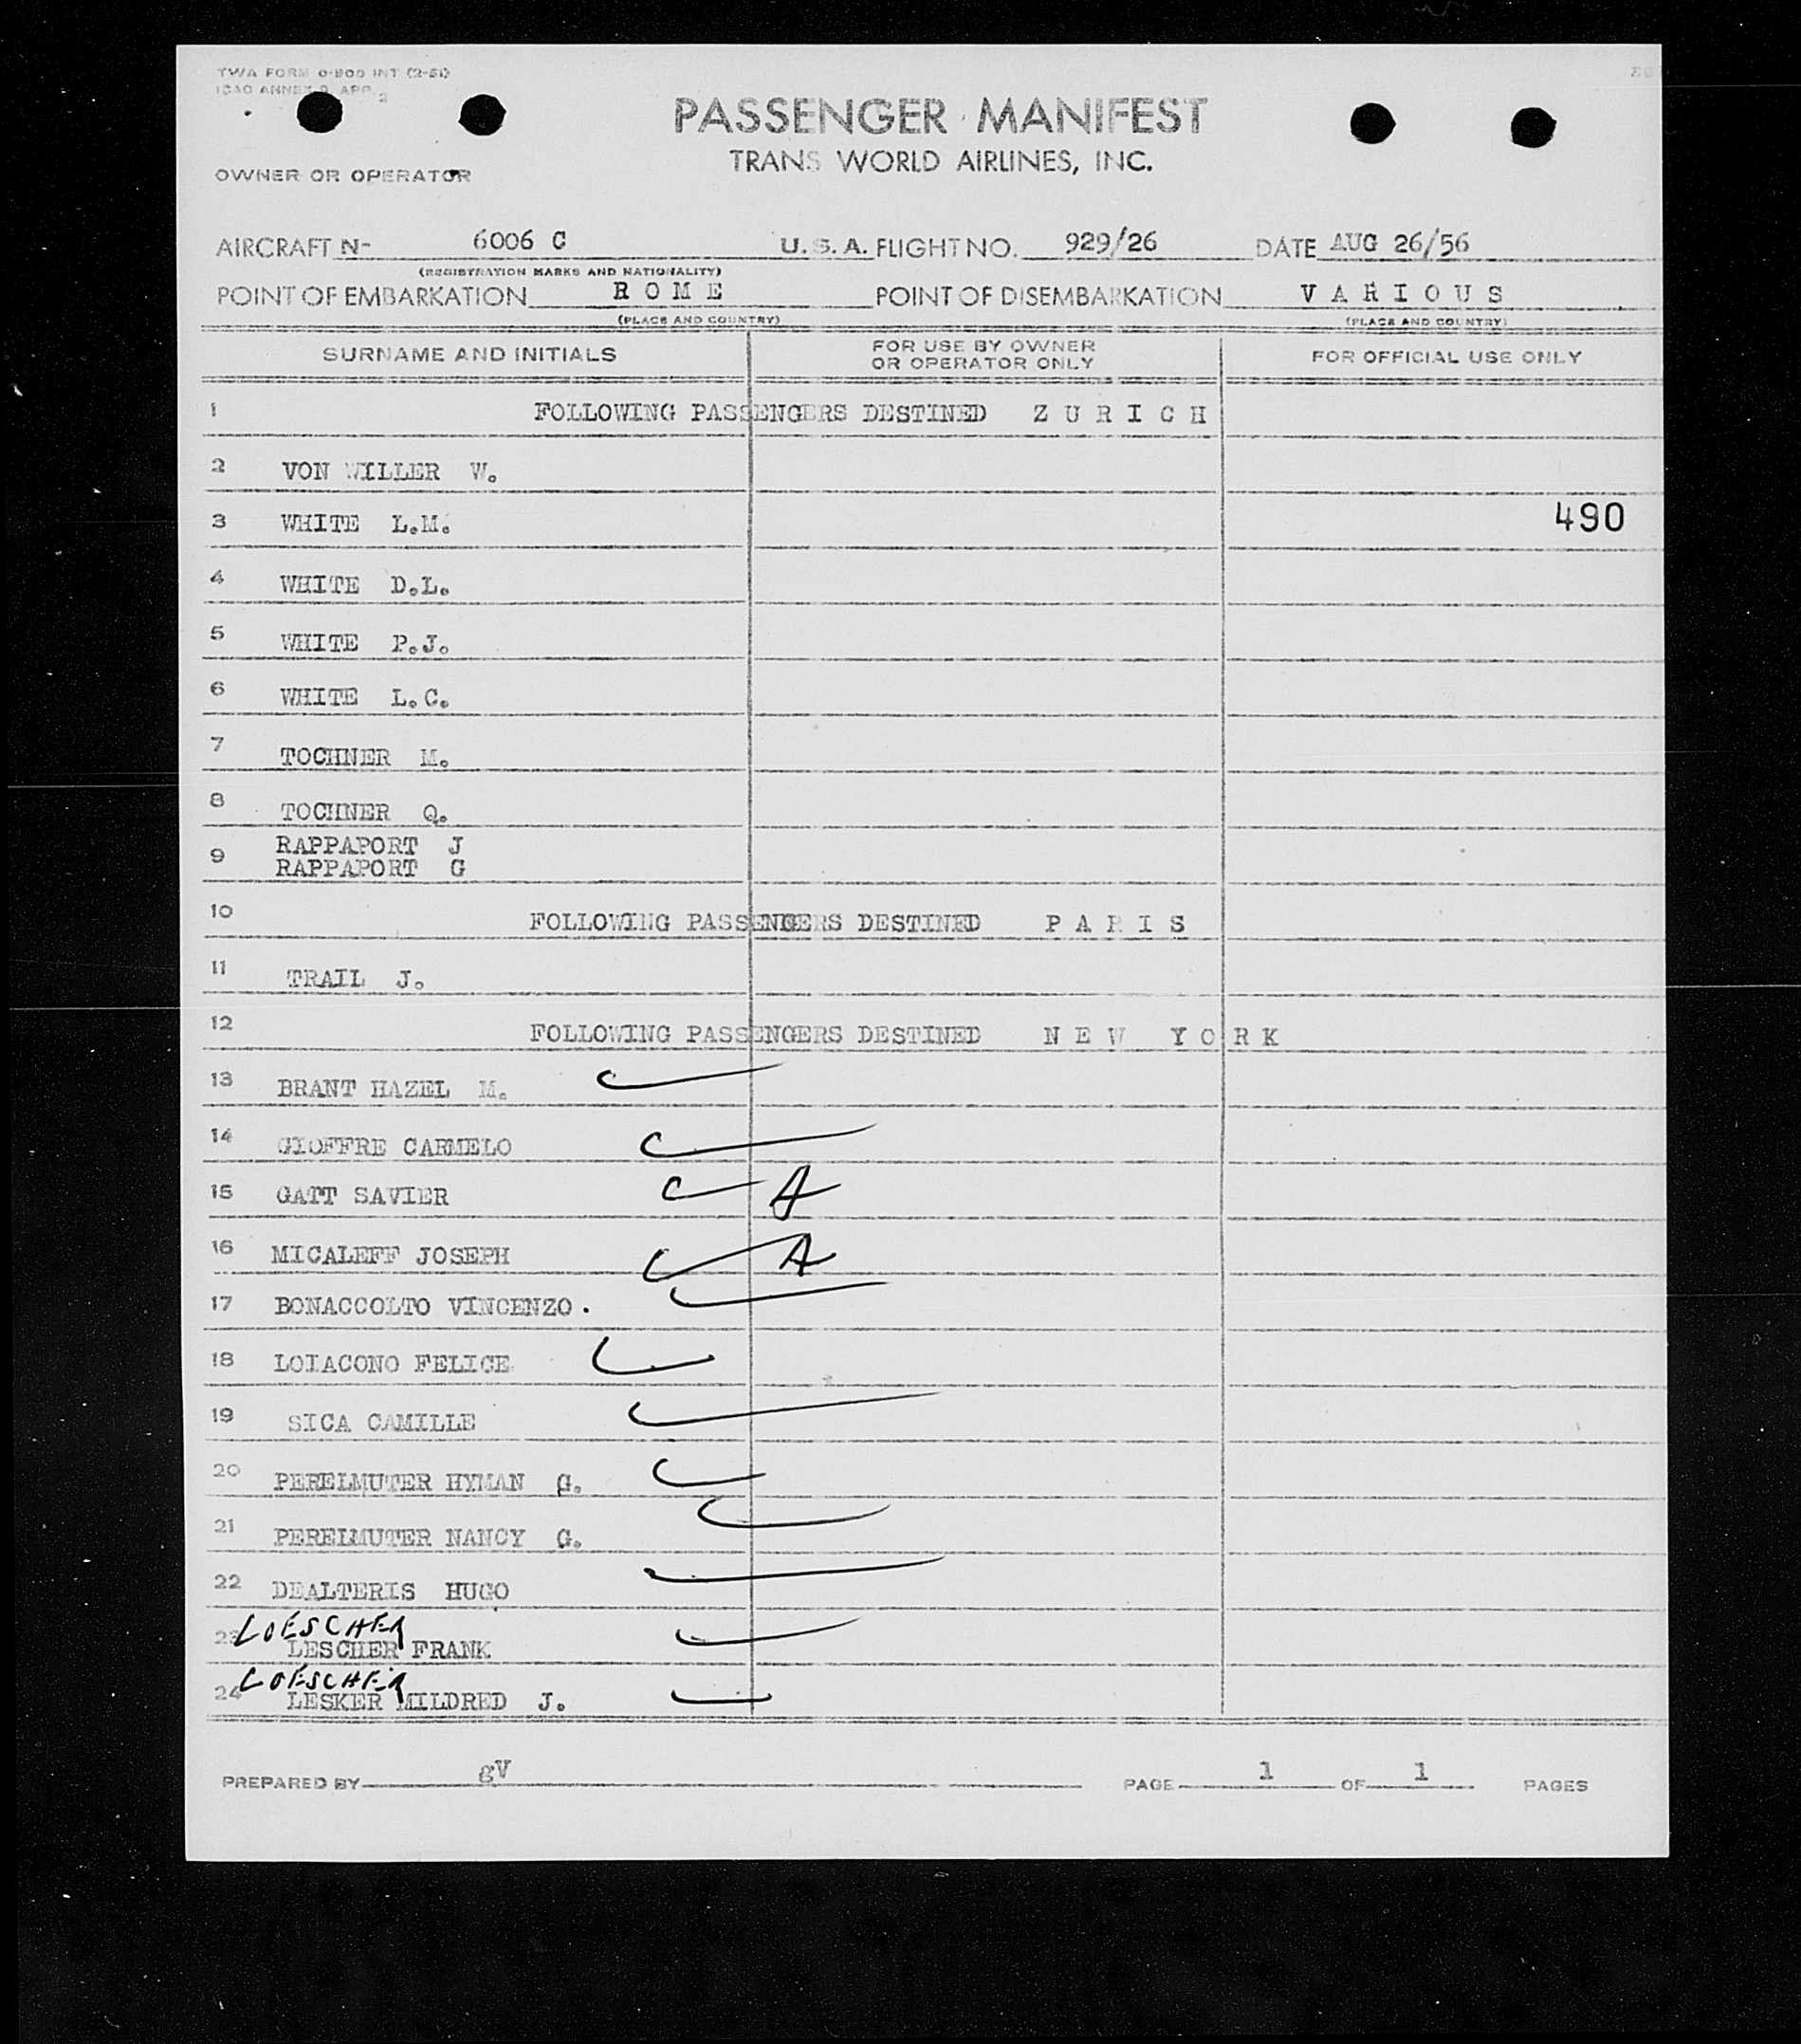 TWA FORM 0-800 INT (2-51)
ICAO ANNEX 9, APP. 2
PASSENGER MANIFEST
TRANS WORLD AIRLINES, INC.
OWNER OR OPERATOR
AIRCRAFT N- 6006 C U.S.A. FLIGHT NO. 929/26 DATE AUG 26/56
(REGISTRATION MARKS AND NATIONALITY)
POINT OF EMBARKATION ROME POINT OF DISEMBARKATION VARIOUS
(PLACE AND COUNTRY) (PLACE AND COUNTRY)
SURNAME AND INITIALS FOR USE BY OWNER OR OPERATOR ONLY FOR OFFICIAL USE ONLY
1 FOLLOWING PASSENGERS DESTINED ZURICH
2 VON WILLER W.
3 WHITE L.M. 490
4 WHITE D.L.
5 WHITE P.J.
6 WHITE L.C.
7 TOCHNER M.
8 TOCHNER Q.
9 RAPPAPORT J
RAPPAPORT G
10 FOLLOWING PASSENGERS DESTINED PARIS
11 TRAIL J.
12 FOLLOWING PASSENGERS DESTINED NEW YORK
13 BRANT HAZEL M.
14 GIOFFRE CARMELO
15 GATT SAVIER A
16 MICALEFF JOSEPH A
17 BONACCOLTO VINCENZO.
18 LOIACONO FELICE
19 SICA CAMILLE
20 PERELMUTER HYMAN G.
21 PERELMUTER NANCY G.
22 DEALTERIS HUGO
LOESCHER
23 LESCHER FRANK
LOESCHER
24 LESKER MILDRED J.
PREPARED BY gV PAGE 1 OF 1 PAGES